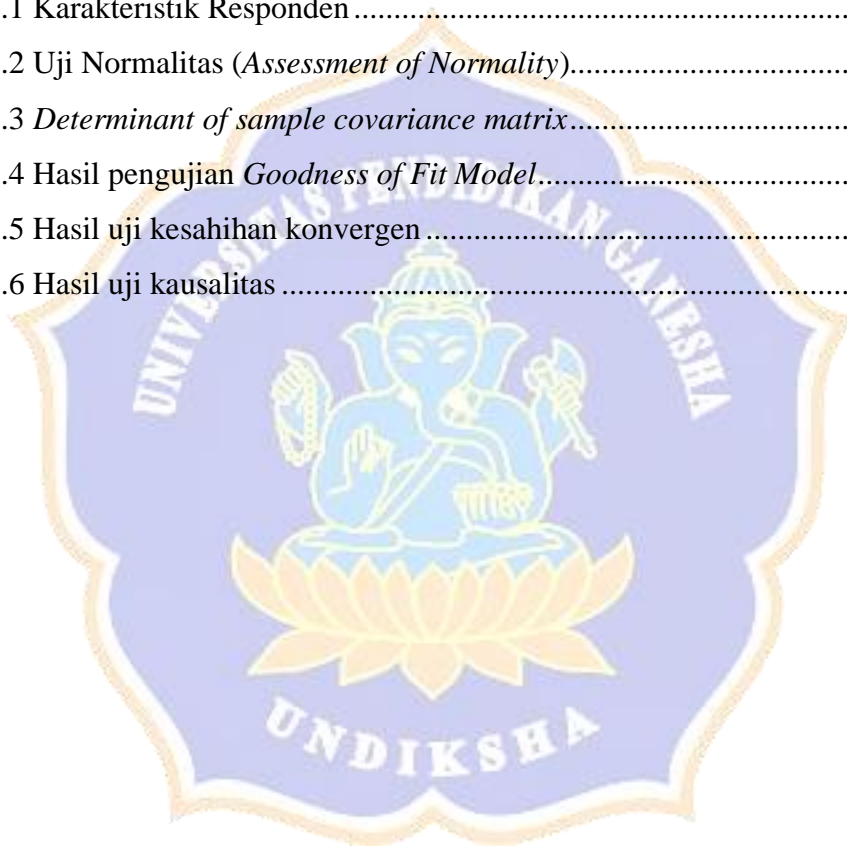 .1 Karakteristik Responden...........................................................
.2 Uji Normalitas (Assessment of Normality)..................................
.3 Determinant of sample covariance matrix..................................
.4 Hasil pengujian Goodness of Fit Model......................................
.5 Hasil uji kesahihan konvergen....................................................
.6 Hasil uji kausalitas.....................................................................
UNIVERSITAS PENDIDIKAN GANESHA
UNDIKSHA